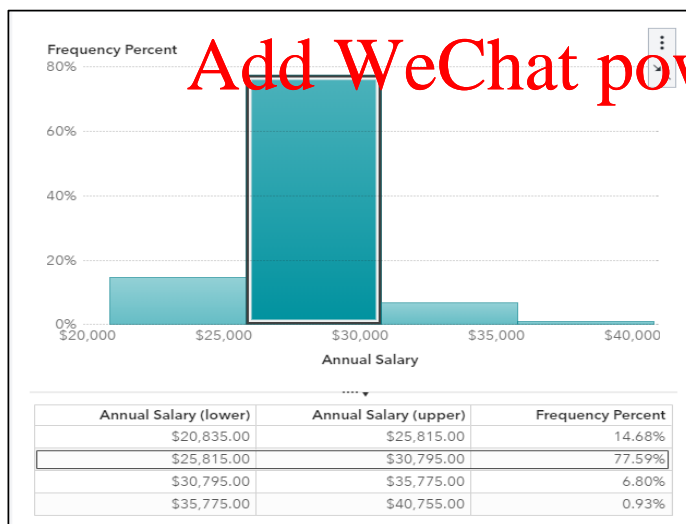 Frequency Percent
Add WeChat pow
80%
60%
40%
20%
0%
$20,000 $25,000 $30,000 $35,000 $40,000
Annual Salary
Annual Salary (lower) Annual Salary (upper) Frequency Percent
$20,835.00 $25,815.00 14.68%
$25,815.00 $30,795.00 77.59%
$30,795.00 $35,775.00 6.80%
$35,775.00 $40,755.00 0.93%